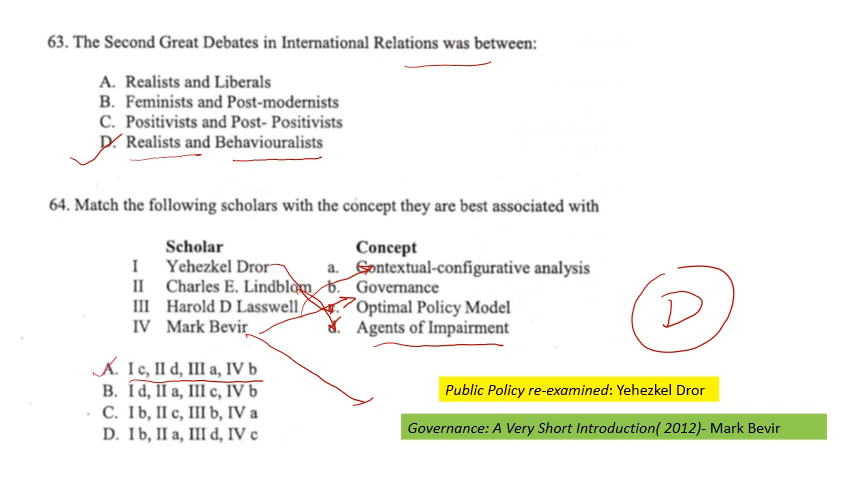 63. The Second Great Debates in International Relations was between:
A. Realists and Liberals
B. Feminists and Post-modernists
C. Positivists and Post- Positivists
D. Realists and Behaviouralists
64. Match the following scholars with the concept they are best associated with
Scholar Concept
I Yehezkel Dror a. Contextual-configurative analysis
II Charles E. Lindblom b. Governance
III Harold D Lasswell c. Optimal Policy Model
IV Mark Bevir d. Agents of Impairment
D
A. I c, II d, III a, IV b
B. I d, II a, III c, IV b
C. I b, II c, III b, IV a
D. I b, II a, III d, IV c
Public Policy re-examined: Yehezkel Dror
Governance: A Very Short Introduction( 2012)- Mark Bevir